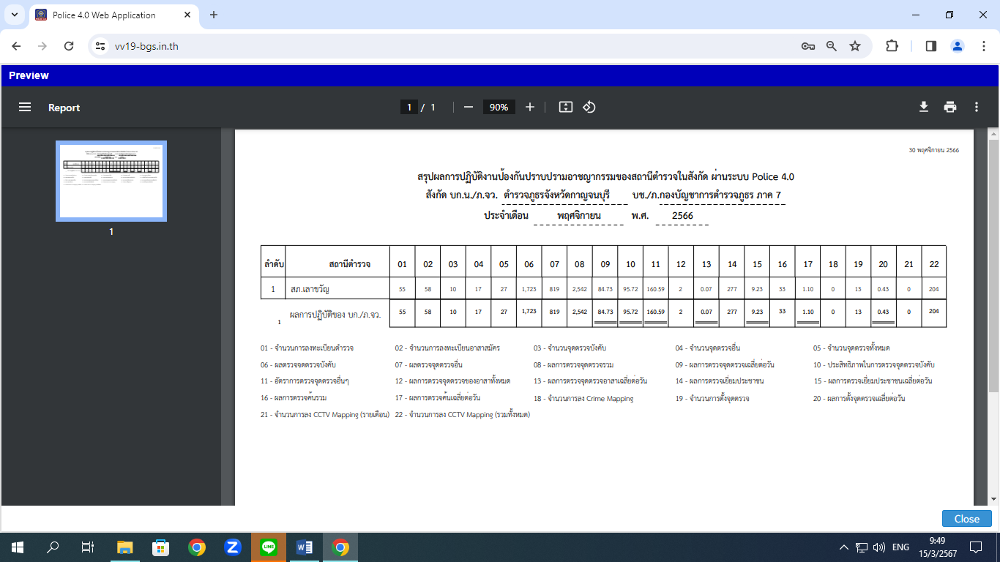 Police 4.0 Web Application
vv19-bgs.in.th
Preview
Report
1 / 1
90%
1
30 พฤศจิกายน 2566
สรุปผลการปฏิบัติงานป้องกันปราบปรามอาชญากรรมของสถานีตำรวจในสังกัด ผ่านระบบ Police 4.0
สังกัด บก.น./ภ.จว. ตำรวจภูธรจังหวัดกาญจนบุรี บช./ภ.กองบัญชาการตำรวจภูธร ภาค 7
ประจำเดือน พฤศจิกายน พ.ศ. 2566
ลำดับ สถานีตำรวจ 01 02 03 04 05 06 07 08 09 10 11 12 13 14 15 16 17 18 19 20 21 22
1 สภ.เลาขวัญ 55 58 10 17 27 1,723 819 2,542 84.73 95.72 160.59 2 0.07 277 9.23 33 1.10 0 13 0.43 0 204
1 ผลการปฏิบัติของ บก./ภ.จว. 55 58 10 17 27 1,723 819 2,542 84.73 95.72 160.59 2 0.07 277 9.23 33 1.10 0 13 0.43 0 204
01 - จำนวนการลงทะเบียนตำรวจ 02 - จำนวนการลงทะเบียนอาสาสมัคร 03 - จำนวนจุดตรวจบังคับ 04 - จำนวนจุดตรวจอื่น 05 - จำนวนจุดตรวจทั้งหมด
06 - ผลตรวจจดตรวจบังคับ 07 - ผลตรวจจุดตรวจอื่น 08 - ผลการตรวจจุดตรวจรวม 09 - ผลการตรวจจุดตรวจเฉลี่ยต่อวัน 10 - ประสิทธิภาพในการตรวจจุดตรวจบังคับ
11 - อัตราการตรวจจุดตรวจอื่นๆ 12 - ผลการตรวจจุดตรวจของอาสาทั้งหมด 13 - ผลการตรวจจุดตรวจอาสาเฉลี่ยต่อวัน 14 - ผลการตรวจเยี่ยมประชาชน 15 - ผลการตรวจเยี่ยมประชาชนเฉลี่ยต่อวัน
16 - ผลการตรวจค้นรวม 17 - ผลการตรวจค้นเฉลี่ยต่อวัน 18 - จำนวนการลง Crime Mapping 19 - จำนวนการตั้งจุดตรวจ 20 - ผลการตั้งจุดตรวจเฉลี่ยต่อวัน
21 - จำนวนการลง CCTV Mapping (รายเดือน) 22 - จำนวนการลง CCTV Mapping (รวมทั้งหมด)
Close
LINE
ENG
9:49
15/3/2567